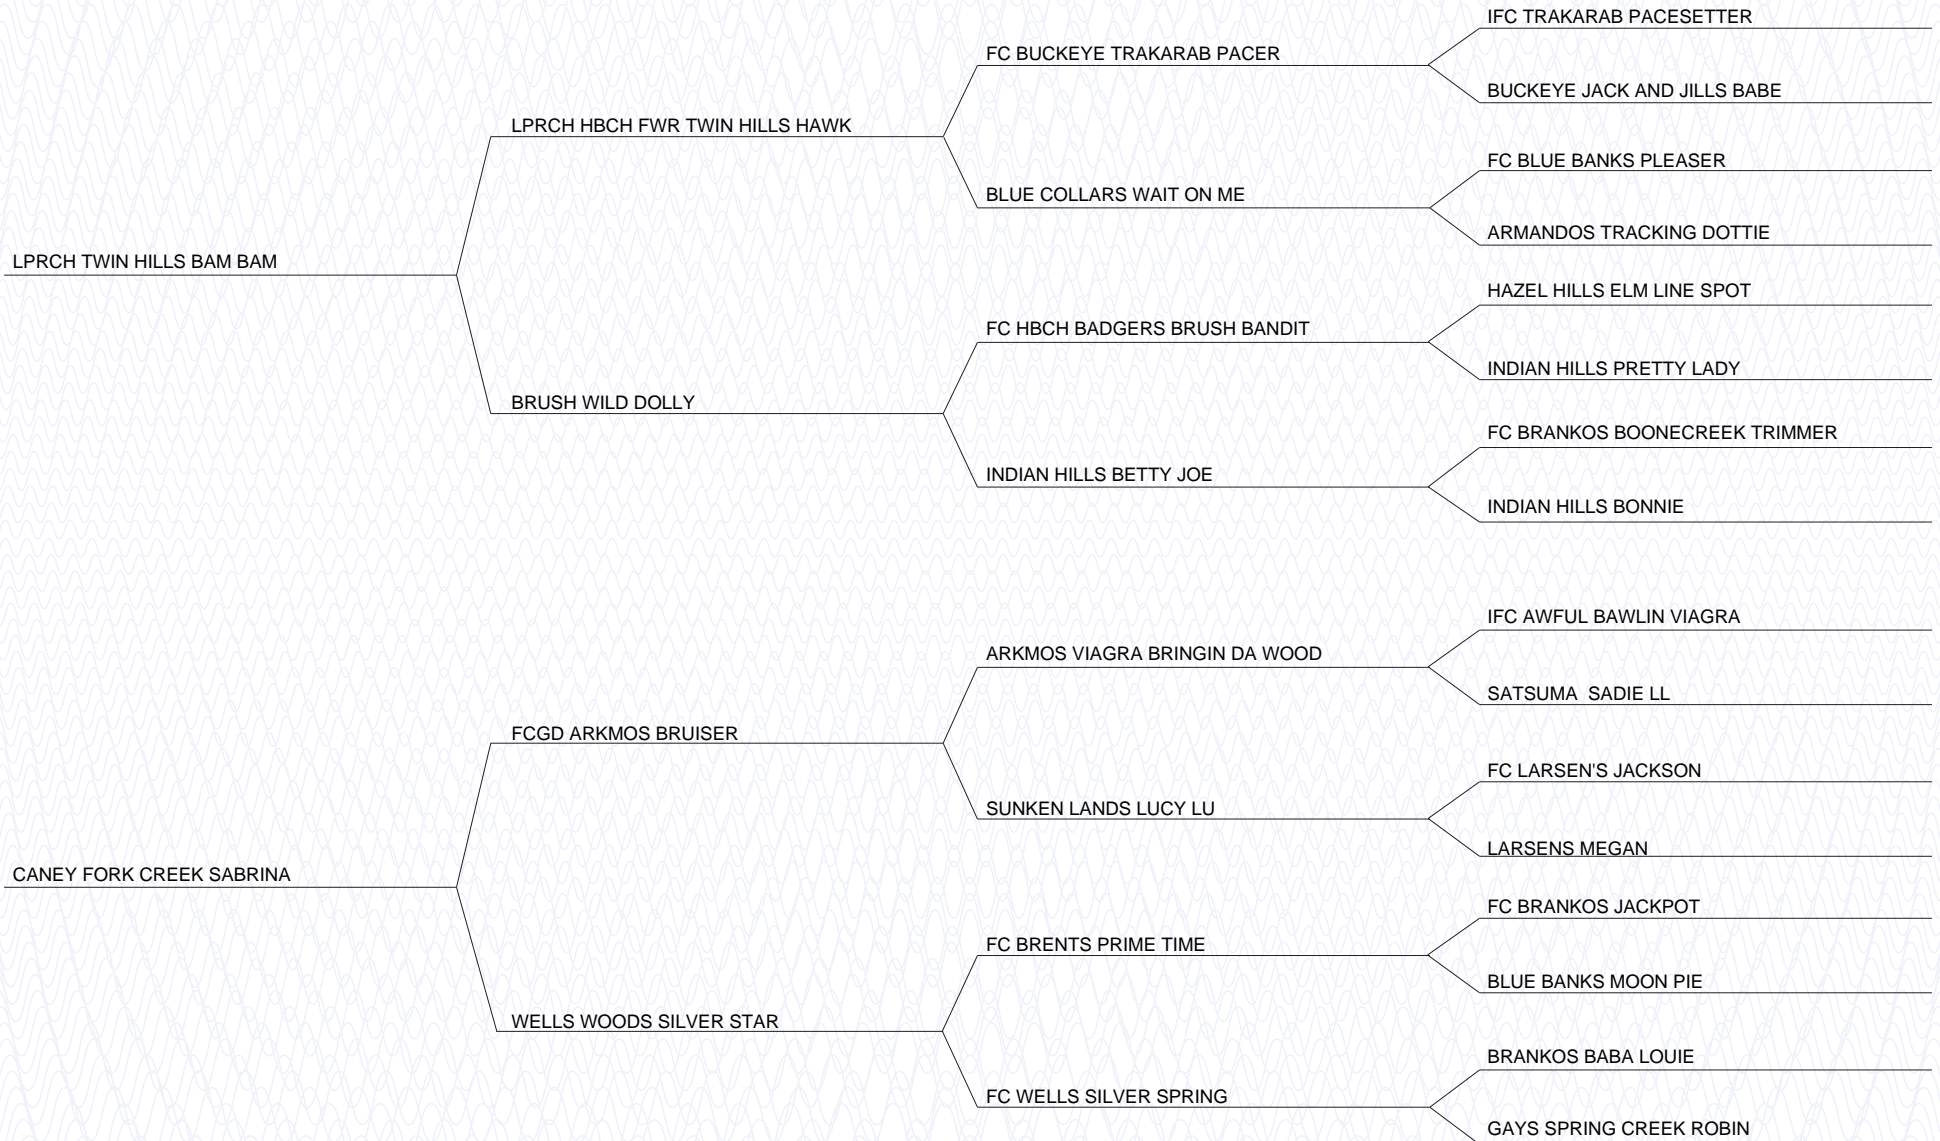 IFC TRAKARAB PACESETTER
FC BUCKEYE TRAKARAB PACER
BUCKEYE JACK AND JILLS BABE
LPRCH HBCH FWR TWIN HILLS HAWK
FC BLUE BANKS PLEASER
BLUE COLLARS WAIT ON ME
ARMANDOS TRACKING DOTTIE
LPRCH TWIN HILLS BAM BAM
HAZEL HILLS ELM LINE SPOT
FC HBCH BADGERS BRUSH BANDIT
INDIAN HILLS PRETTY LADY
BRUSH WILD DOLLY
FC BRANKOS BOONECREEK TRIMMER
INDIAN HILLS BETTY JOE
INDIAN HILLS BONNIE
IFC AWFUL BAWLIN VIAGRA
ARKMOS VIAGRA BRINGIN DA WOOD
SATSUMA  SADIE LL
FCGD ARKMOS BRUISER
FC LARSEN'S JACKSON
SUNKEN LANDS LUCY LU
LARSENS MEGAN
CANEY FORK CREEK SABRINA
FC BRANKOS JACKPOT
FC BRENTS PRIME TIME
BLUE BANKS MOON PIE
WELLS WOODS SILVER STAR
BRANKOS BABA LOUIE
FC WELLS SILVER SPRING
GAYS SPRING CREEK ROBIN